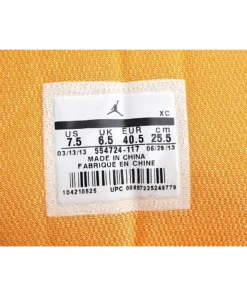 XC
US UK EUR cm
7.5 6.5 40.5 25.5
03/13/13 554724-117 06/29/13
MADE IN CHINA
FABRIQUE EN CHINE
104210525 UPC 00887225249779